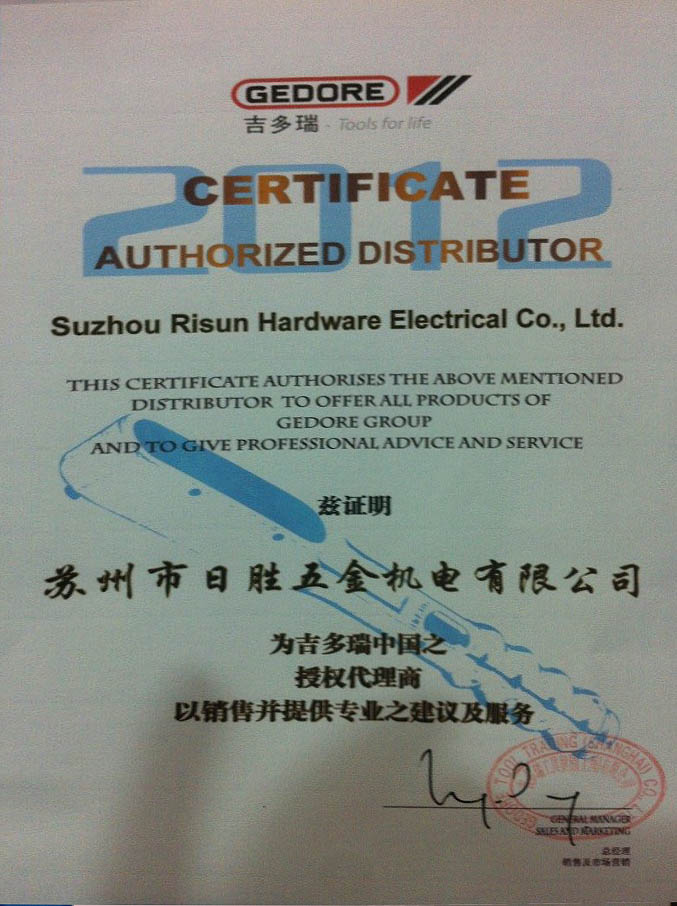 GEDORE
吉多瑞 - Tools for life
2012
CERTIFICATE
AUTHORIZED DISTRIBUTOR
Suzhou Risun Hardware Electrical Co., Ltd.
THIS CERTIFICATE AUTHORISES THE ABOVE MENTIONED
DISTRIBUTOR TO OFFER ALL PRODUCTS OF
GEDORE GROUP
AND TO GIVE PROFESSIONAL ADVICE AND SERVICE
兹证明
苏州市日胜五金机电有限公司
为吉多瑞中国之
授权代理商
以销售并提供专业之建议及服务
GEDORE TOOL TRADING (SHANGHAI) CO.
GENERAL MANAGER
SALES AND MARKETING
总经理
销售及市场营销